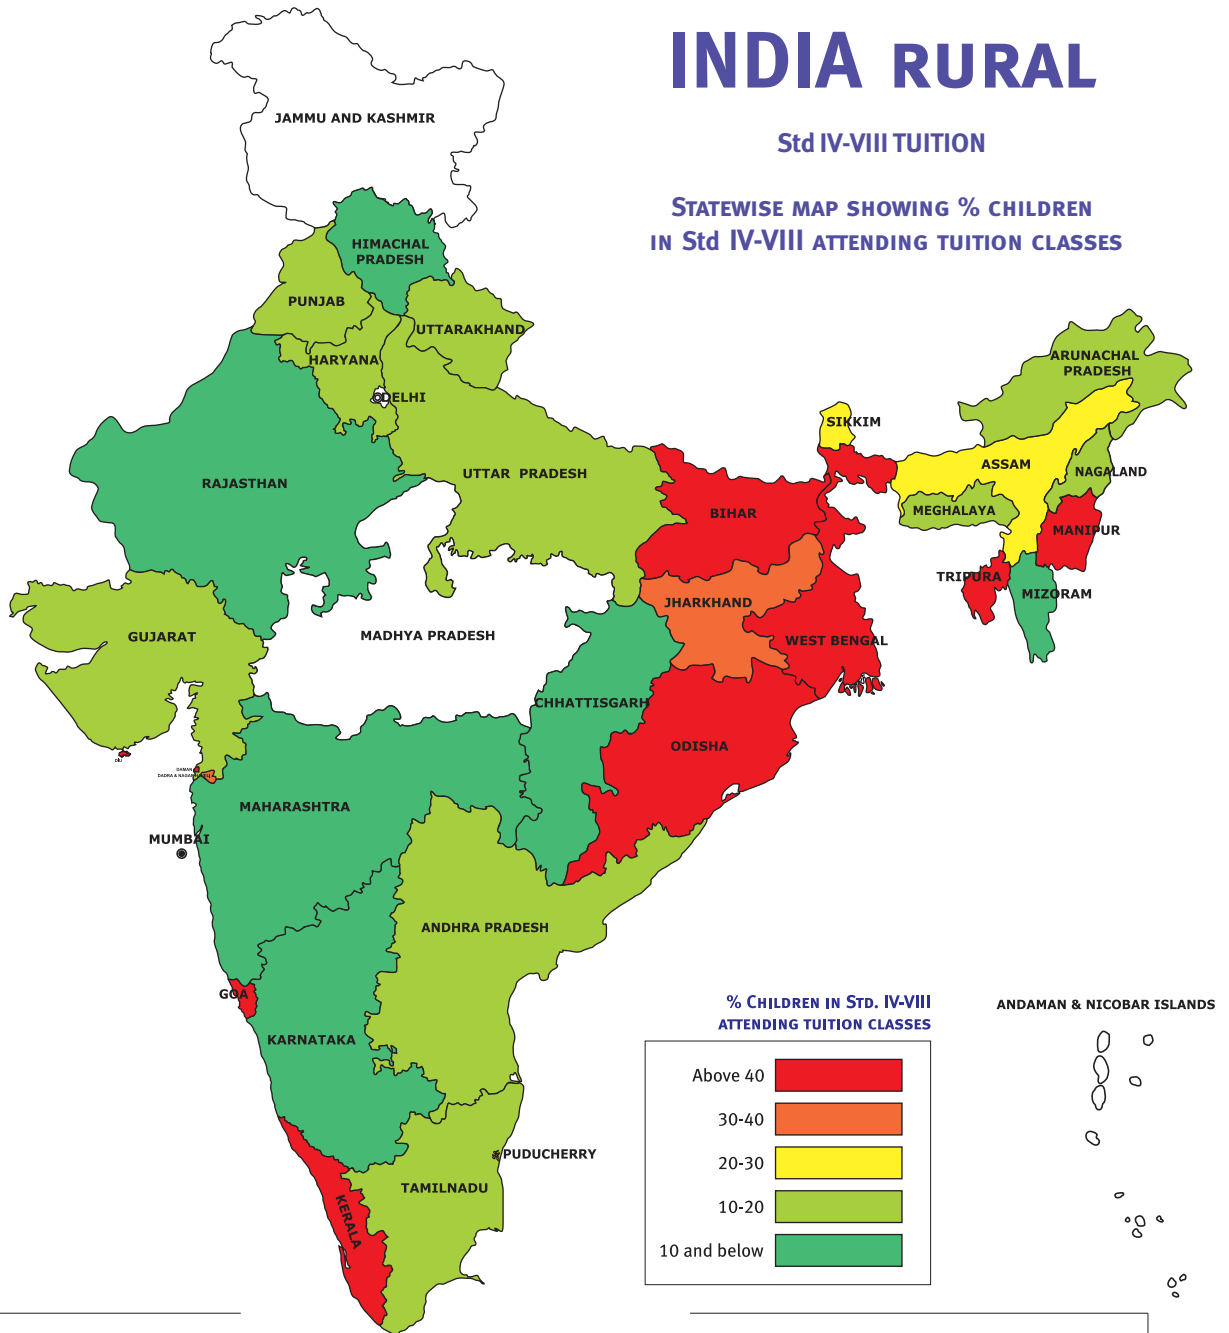 INDIA RURAL
Std IV-VIII TUITION
STATEWISE MAP SHOWING % CHILDREN
IN Std IV-VIII ATTENDING TUITION CLASSES
JAMMU AND KASHMIR
HIMACHAL
PRADESH
PUNJAB
UTTARAKHAND
HARYANA
DELHI
ARUNACHAL
PRADESH
SIKKIM
RAJASTHAN
UTTAR PRADESH
ASSAM
NAGALAND
BIHAR
MEGHALAYA
MANIPUR
TRIPURA
MIZORAM
JHARKHAND
GUJARAT
MADHYA PRADESH
WEST BENGAL
CHHATTISGARH
ODISHA
DIU
DAMAN
MAHARASHTRA
MUMBAI
ANDHRA PRADESH
GOA
KARNATAKA
PUDUCHERRY
TAMILNADU
KERALA
% CHILDREN IN STD. IV-VIII
ATTENDING TUITION CLASSES
Above 40
30-40
20-30
10-20
10 and below
ANDAMAN & NICOBAR ISLANDS